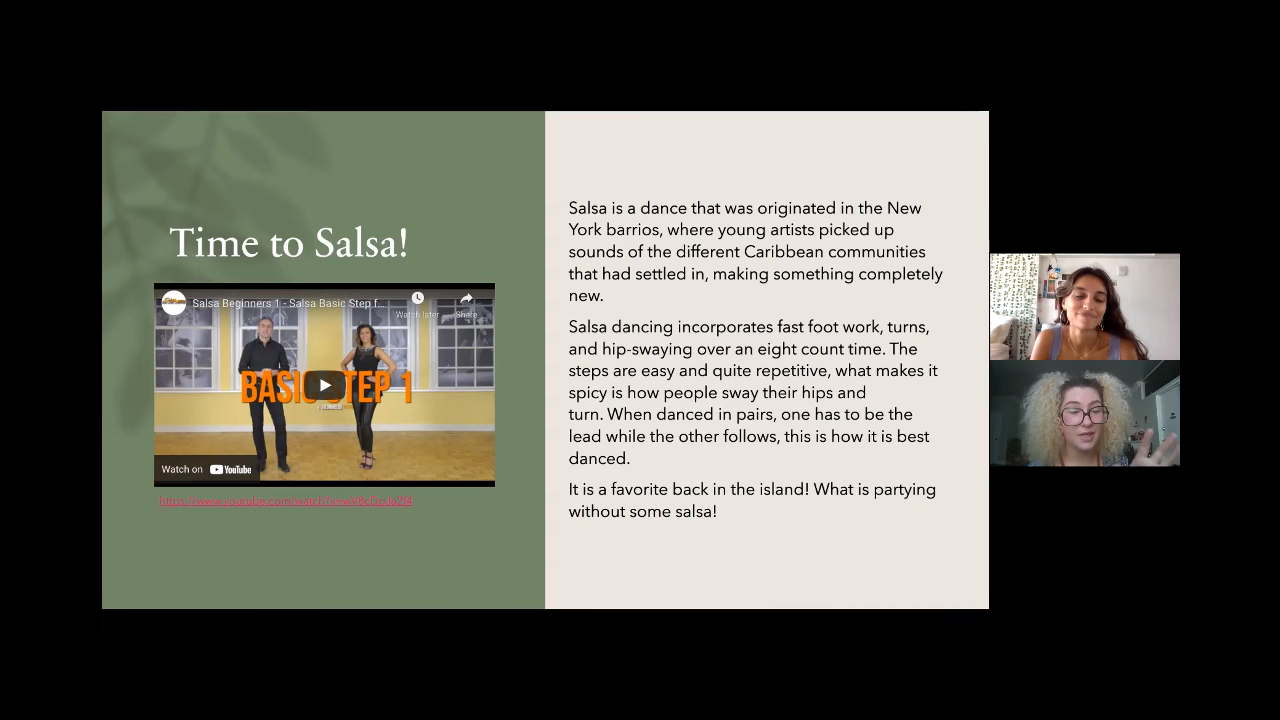 Time to Salsa!
Salsa Beginners 1 - Salsa Basic Step f...
Watch later
Share
BASIC STEP 1
Watch on YouTube
Salsa is a dance that was originated in the New
York barrios, where young artists picked up
sounds of the different Caribbean communities
that had settled in, making something completely
new.
Salsa dancing incorporates fast foot work, turns,
and hip-swaying over an eight count time. The
steps are easy and quite repetitive, what makes it
spicy is how people sway their hips and
turn. When danced in pairs, one has to be the
lead while the other follows, this is how it is best
danced.
It is a favorite back in the island! What is partying
without some salsa!